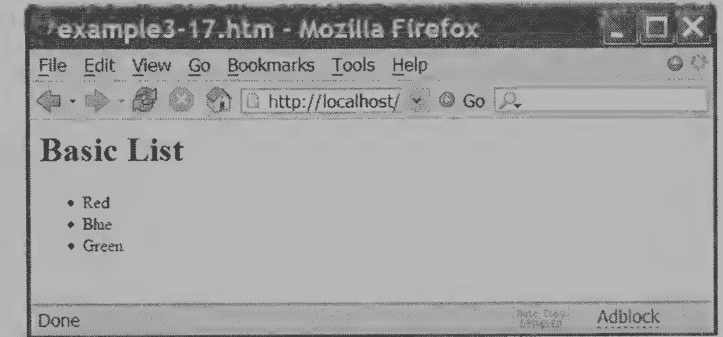 example3-17.htm - Mozilla Firefox
File Edit View Go Bookmarks Tools Help
http://localhost/ Go
Basic List
• Red
• Blue
• Green
Done Adblock